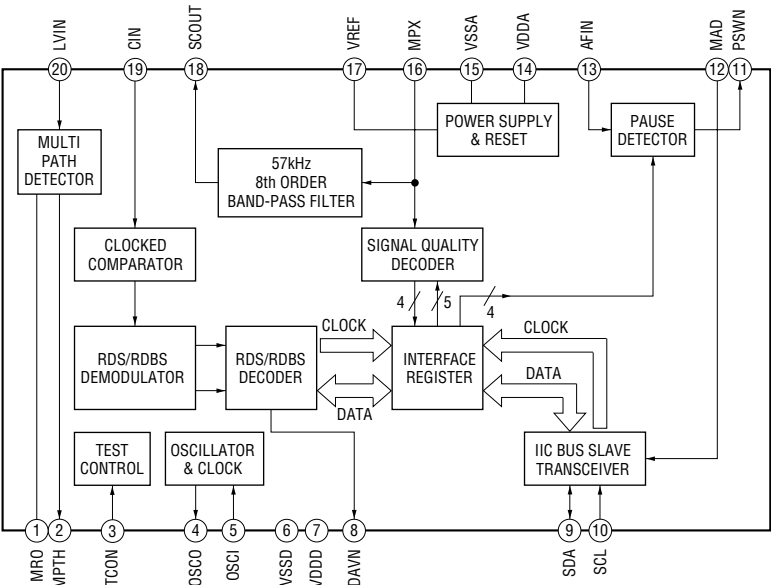 LVIN
CIN
SCOUT
VREF
MPX
VSSA
VDDA
AFIN
MAD
PSWN
20
19
18
17
16
15
14
13
12
11
MULTI
PATH
DETECTOR
57kHz
8th ORDER
BAND-PASS FILTER
POWER SUPPLY
& RESET
PAUSE
DETECTOR
CLOCKED
COMPARATOR
SIGNAL QUALITY
DECODER
4
5
4
RDS/RDBS
DEMODULATOR
RDS/RDBS
DECODER
CLOCK
DATA
INTERFACE
REGISTER
CLOCK
DATA
TEST
CONTROL
OSCILLATOR
& CLOCK
IIC BUS SLAVE
TRANSCEIVER
1
2
3
4
5
6
7
8
9
10
MRO
MPTH
TCON
OSCO
OSCI
VSSD
VDDD
DAVN
SDA
SCL